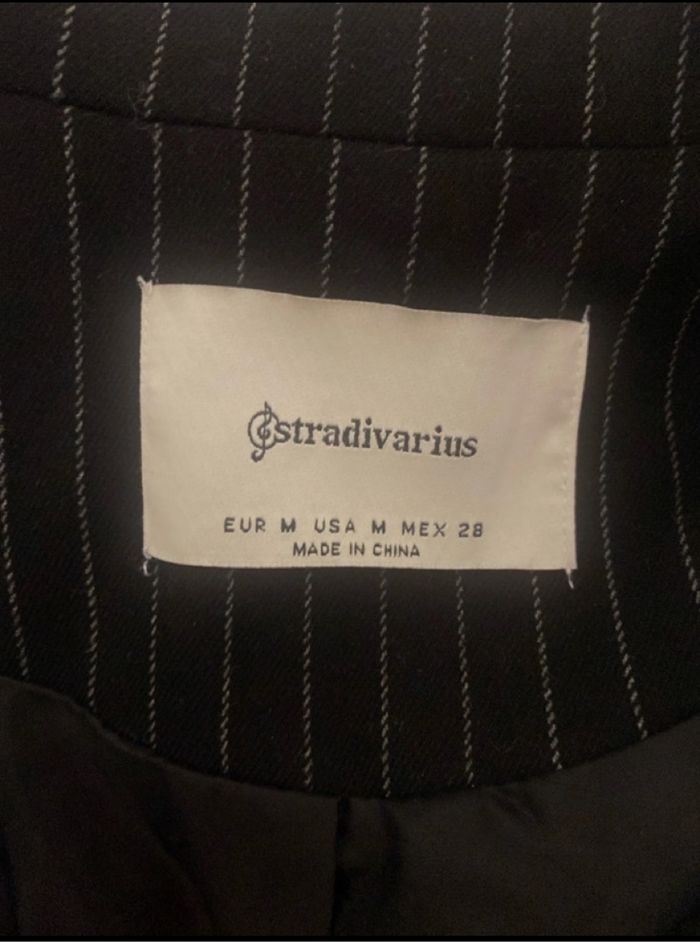 stradivarius
EUR M USA M MEX 28
MADE IN CHINA